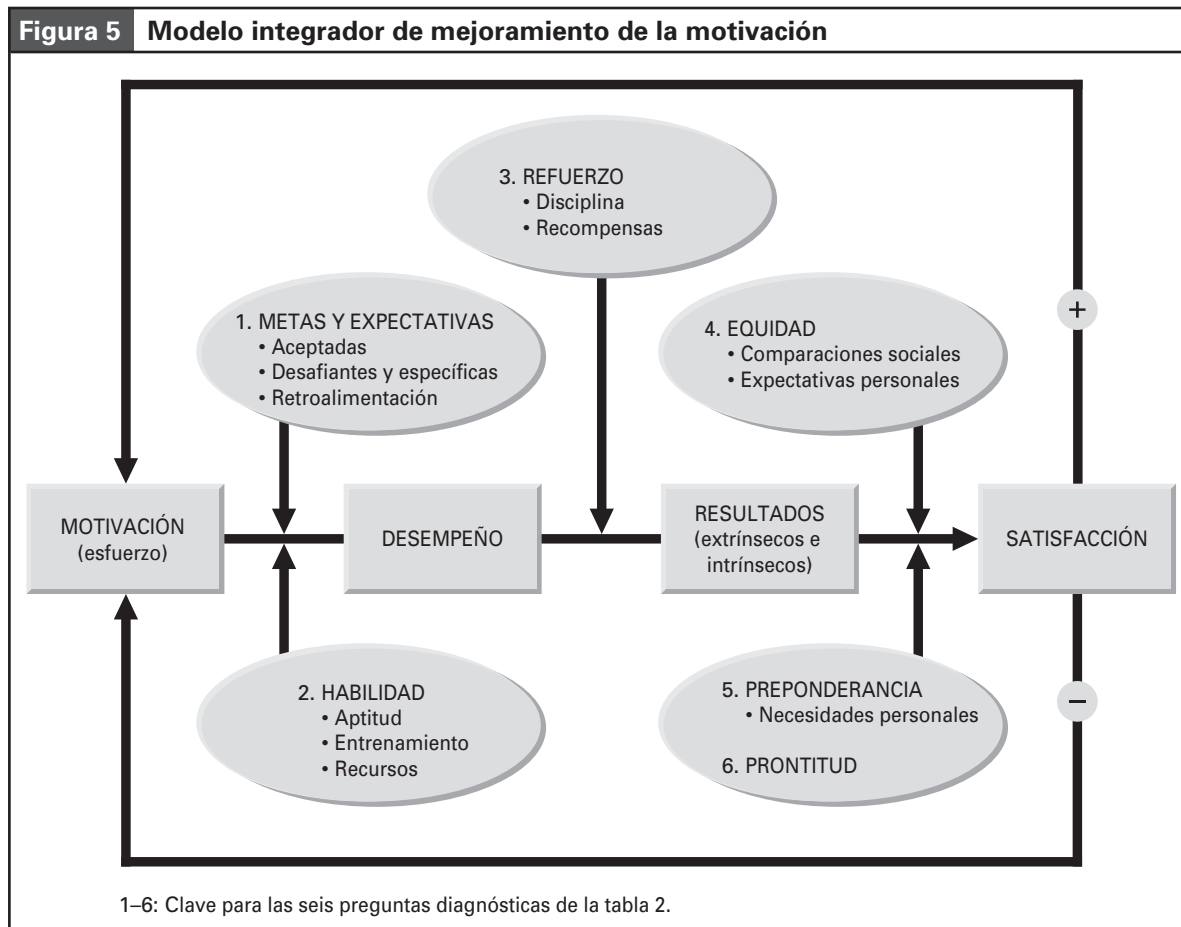 Figura 5 Modelo integrador de mejoramiento de la motivación
3. REFUERZO
• Disciplina
• Recompensas
1. METAS Y EXPECTATIVAS
• Aceptadas
• Desafiantes y específicas
• Retroalimentación
4. EQUIDAD
• Comparaciones sociales
• Expectativas personales
+
MOTIVACIÓN
(esfuerzo)
DESEMPEÑO
RESULTADOS
(extrínsecos e
intrínsecos)
SATISFACCIÓN
2. HABILIDAD
• Aptitud
• Entrenamiento
• Recursos
5. PREPONDERANCIA
• Necesidades personales
6. PRONTITUD
−
1–6: Clave para las seis preguntas diagnósticas de la tabla 2.